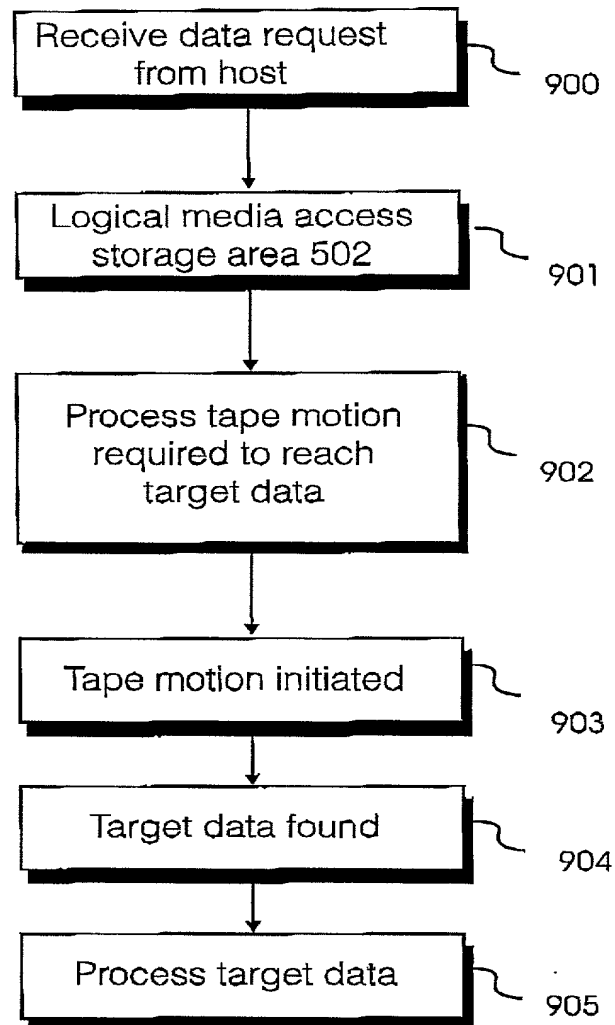 Receive data request
from host
900
Logical media access
storage area 502
901
Process tape motion
required to reach
target data
902
Tape motion initiated
903
Target data found
904
Process target data
905